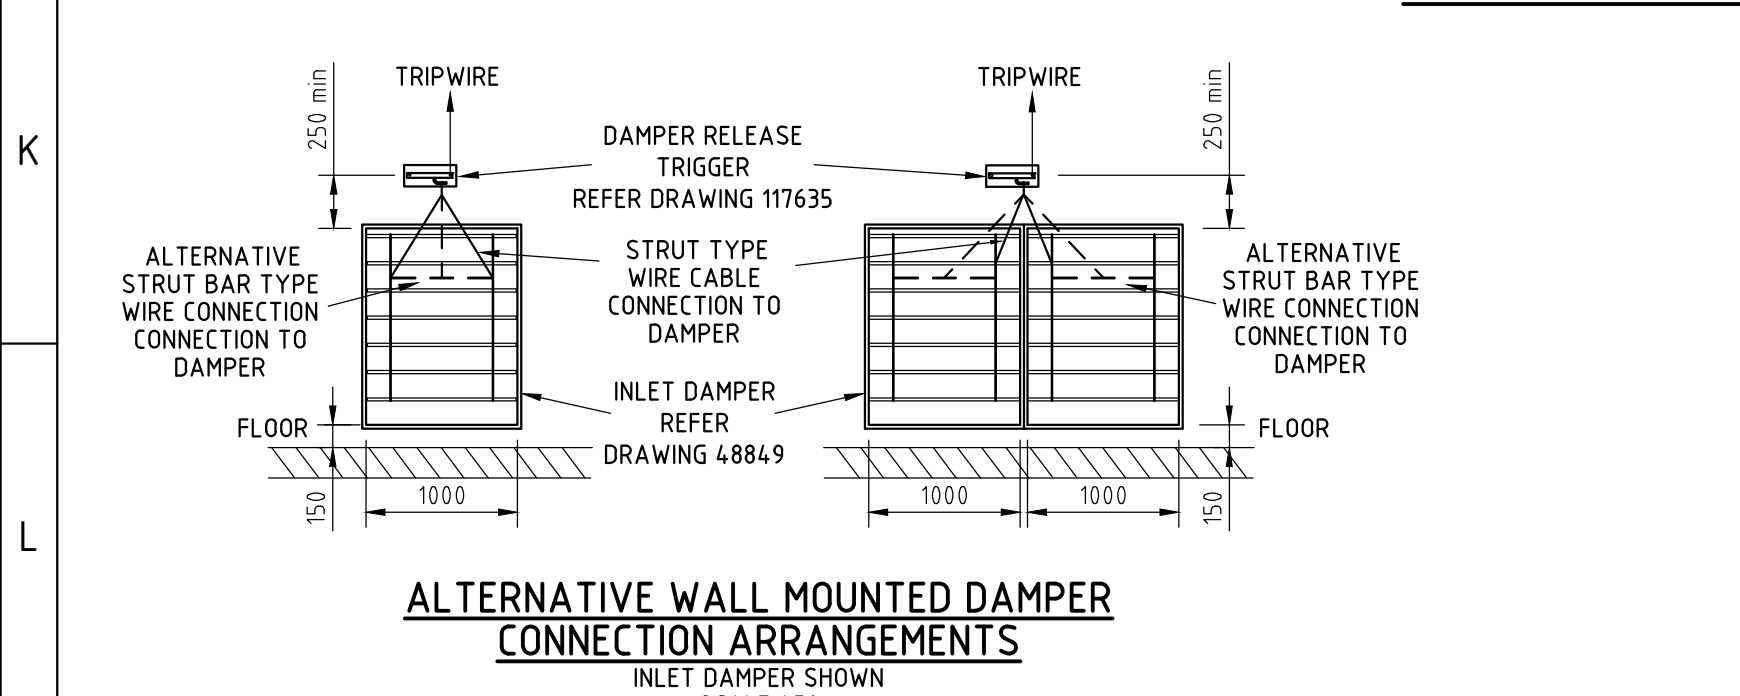 K
L
TRIPWIRE
250 min
DAMPER RELEASE
TRIGGER
REFER DRAWING 117635
TRIPWIRE
250 min
ALTERNATIVE
STRUT BAR TYPE
WIRE CONNECTION
CONNECTION TO
DAMPER
STRUT TYPE
WIRE CABLE
CONNECTION TO
DAMPER
ALTERNATIVE
STRUT BAR TYPE
WIRE CONNECTION
CONNECTION TO
DAMPER
INLET DAMPER
REFER
DRAWING 48849
FLOOR
FLOOR
150
1000
1000
1000
150
ALTERNATIVE WALL MOUNTED DAMPER
CONNECTION ARRANGEMENTS
INLET DAMPER SHOWN